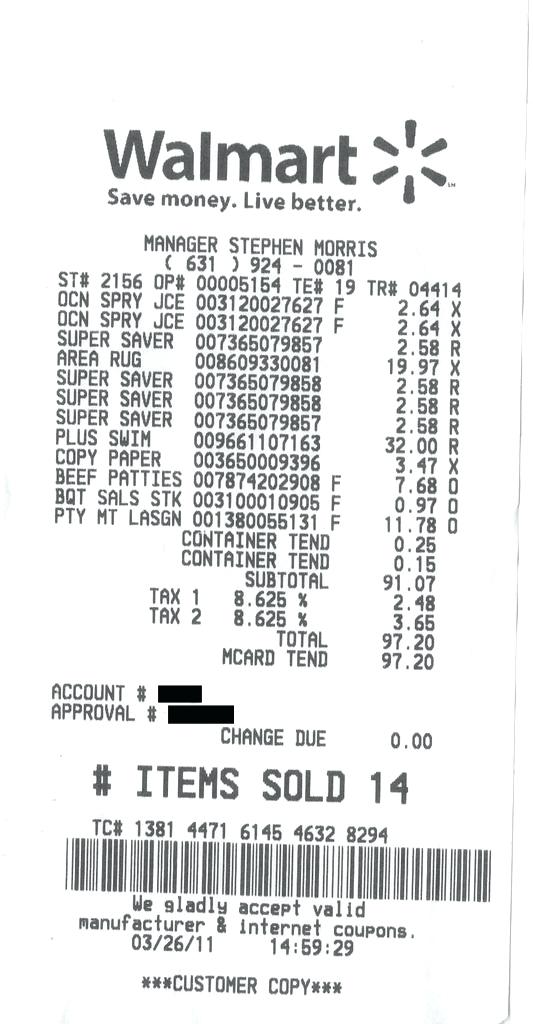 Walmart
Save money. Live better.
MANAGER STEPHEN MORRIS
( 631 ) 924 - 0081
ST# 2156 OP# 00005154 TE# 19 TR# 04414
OCN SPRY JCE 003120027627 F 2.64 X
OCN SPRY JCE 003120027627 F 2.64 X
SUPER SAVER 007365079857 2.58 R
AREA RUG 008609330081 19.97 X
SUPER SAVER 007365079858 2.58 R
SUPER SAVER 007365079858 2.58 R
SUPER SAVER 007365079857 2.58 R
PLUS SWIM 009661107163 32.00 R
COPY PAPER 003650009396 3.47 X
BEEF PATTIES 007874202908 F 7.68 O
BQT SALS STK 003100010905 F 0.97 O
PTY MT LASGN 001380055131 F 11.78 O
CONTAINER TEND 0.25
CONTAINER TEND 0.15
SUBTOTAL 91.07
TAX 1 8.625 % 2.48
TAX 2 8.625 % 3.65
TOTAL 97.20
MCARD TEND 97.20
ACCOUNT #
APPROVAL #
CHANGE DUE 0.00
# ITEMS SOLD 14
TC# 1381 4471 6145 4632 8294
We gladly accept valid
manufacturer & internet coupons.
03/26/11 14:59:29
***CUSTOMER COPY***